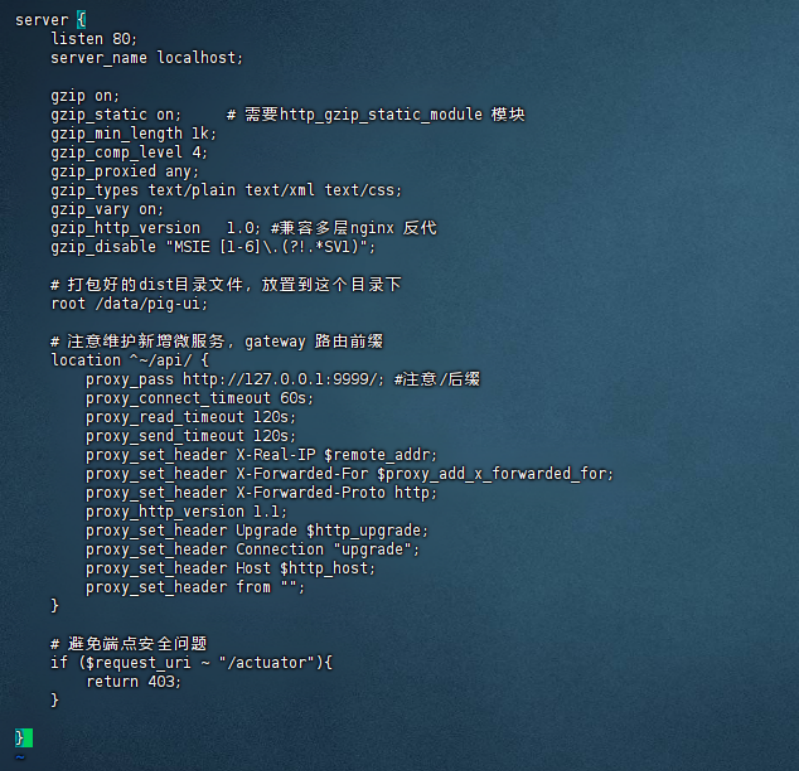 server {
    listen 80;
    server_name localhost;

    gzip on;
    gzip_static on;     # 需要http_gzip_static_module 模块
    gzip_min_length 1k;
    gzip_comp_level 4;
    gzip_proxied any;
    gzip_types text/plain text/xml text/css;
    gzip_vary on;
    gzip_http_version   1.0; #兼容多层nginx 反代
    gzip_disable "MSIE [1-6]\.(?!.*SV1)";

    # 打包好的dist目录文件，放置到这个目录下
    root /data/pig-ui;

    # 注意维护新增微服务，gateway 路由前缀
    location ^~/api/ {
        proxy_pass http://127.0.0.1:9999/; #注意/后缀
        proxy_connect_timeout 60s;
        proxy_read_timeout 120s;
        proxy_send_timeout 120s;
        proxy_set_header X-Real-IP $remote_addr;
        proxy_set_header X-Forwarded-For $proxy_add_x_forwarded_for;
        proxy_set_header X-Forwarded-Proto http;
        proxy_http_version 1.1;
        proxy_set_header Upgrade $http_upgrade;
        proxy_set_header Connection "upgrade";
        proxy_set_header Host $http_host;
        proxy_set_header from "";
    }

    # 避免端点安全问题
    if ($request_uri ~ "/actuator"){
        return 403;
    }

}
~